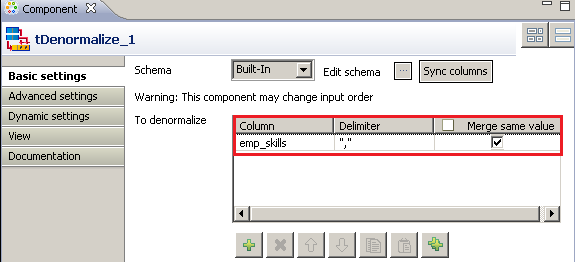 Component
tDenormalize_1
Basic settings
Advanced settings
Dynamic settings
View
Documentation
Schema Built-In Edit schema ... Sync columns
Warning: This component may change input order
To denormalize
Column Delimiter Merge same value
emp_skills ","